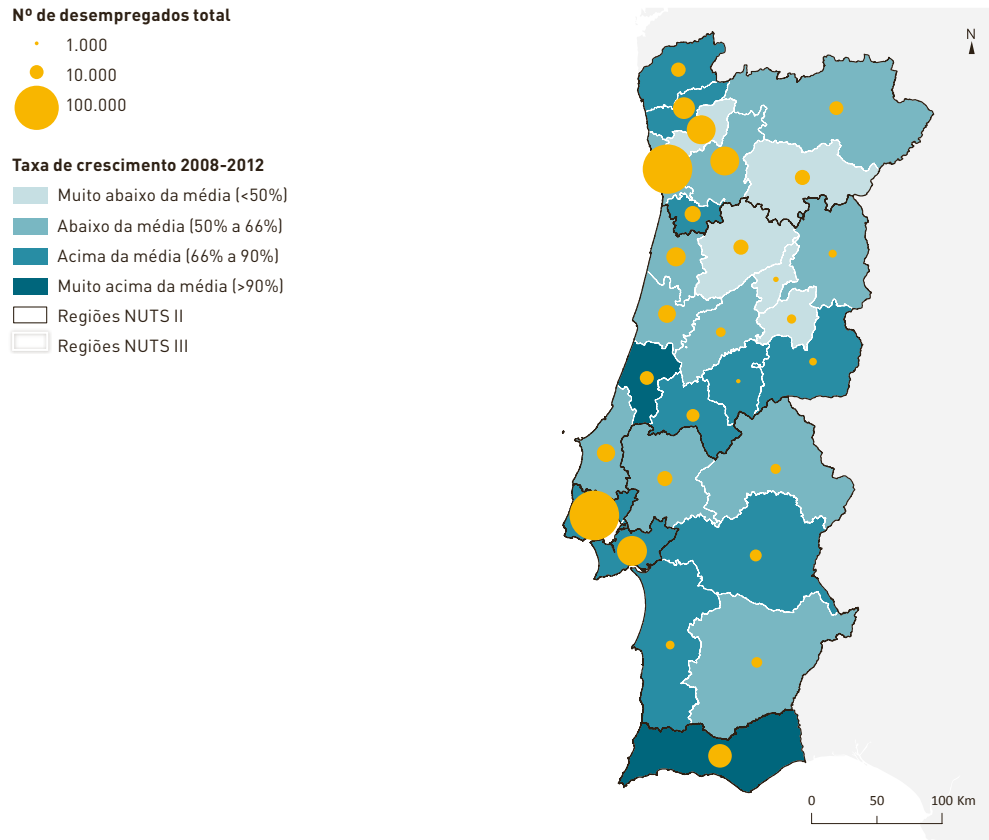 Nº de desempregados total
1.000
10.000
100.000
Taxa de crescimento 2008-2012
Muito abaixo da média (<50%)
Abaixo da média (50% a 66%)
Acima da média (66% a 90%)
Muito acima da média (>90%)
Regiões NUTS II
Regiões NUTS III
N
0 50 100 Km